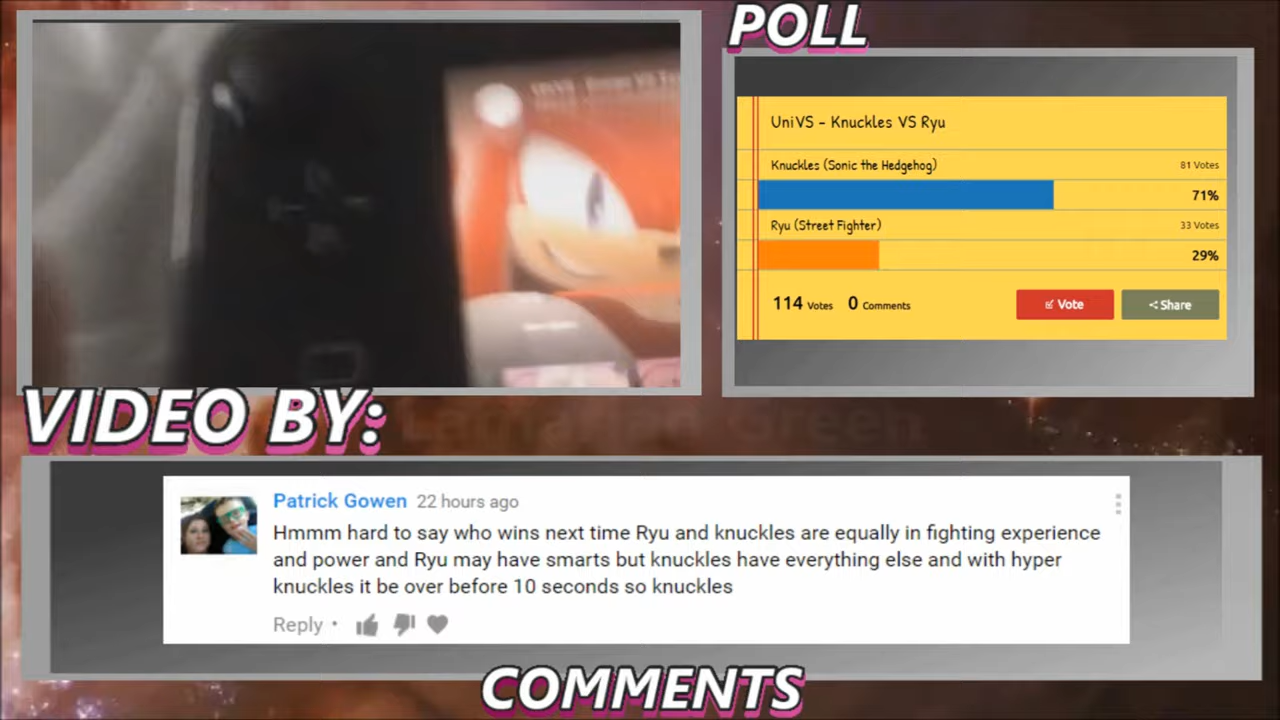 POLL
UniVS - Knuckles VS Ryu
Knuckles (Sonic the Hedgehog) 81 Votes
71%
Ryu (Street Fighter) 33 Votes
29%
114 Votes 0 Comments Vote Share
VIDEO BY:
Green
Patrick Gowen 22 hours ago
Hmmm hard to say who wins next time Ryu and knuckles are equally in fighting experience
and power and Ryu may have smarts but knuckles have everything else and with hyper
knuckles it be over before 10 seconds so knuckles
Reply •
COMMENTS